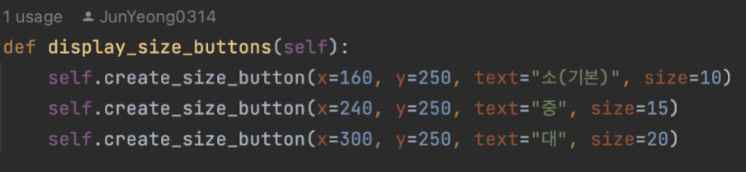 1 usage JunYeong0314
def display_size_buttons(self):
    self.create_size_button(x=160, y=250, text="소(기본)", size=10)
    self.create_size_button(x=240, y=250, text="중", size=15)
    self.create_size_button(x=300, y=250, text="대", size=20)